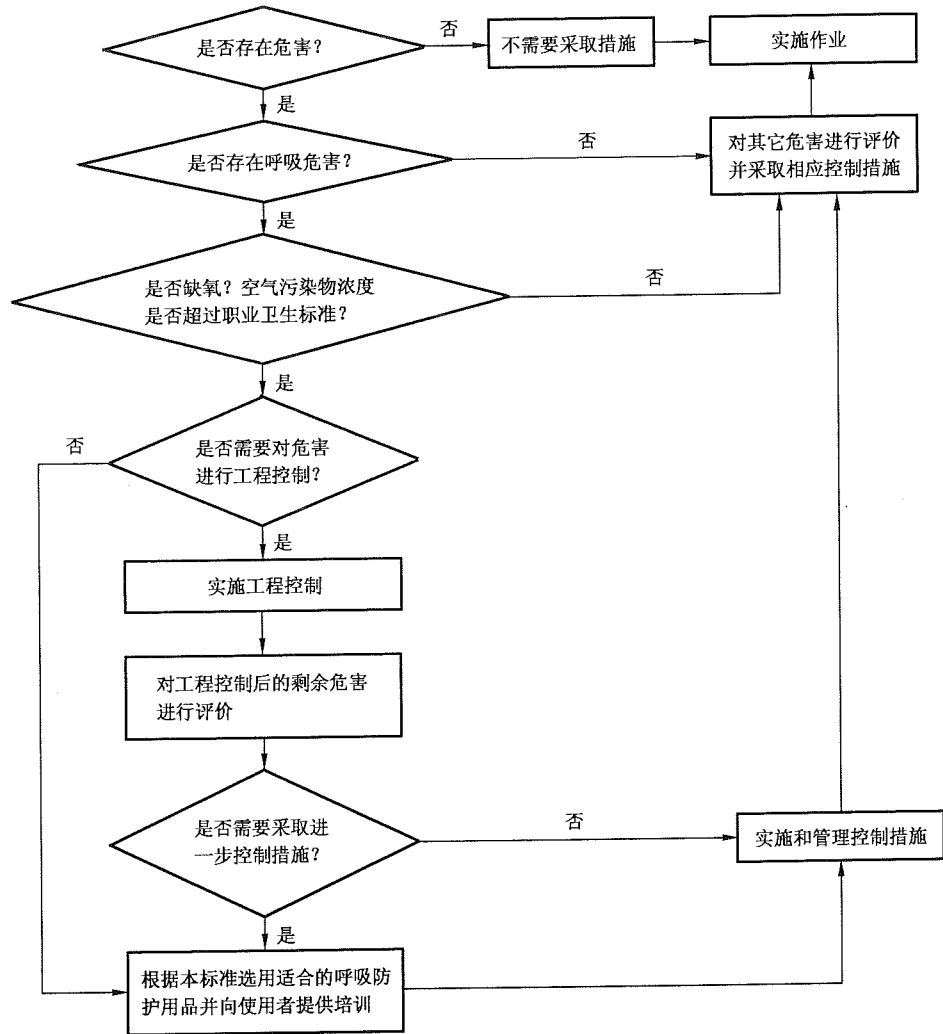 是否存在危害？
否
不需要采取措施
实施作业
是
是否存在呼吸危害？
否
对其它危害进行评价
并采取相应控制措施
是
是否缺氧？空气污染物浓度
是否超过职业卫生标准？
否
是
否
是否需要对危害
进行工程控制？
是
实施工程控制
对工程控制后的剩余危害
进行评价
是否需要采取进
一步控制措施？
否
实施和管理控制措施
是
根据本标准选用适合的呼吸防
护用品并向使用者提供培训